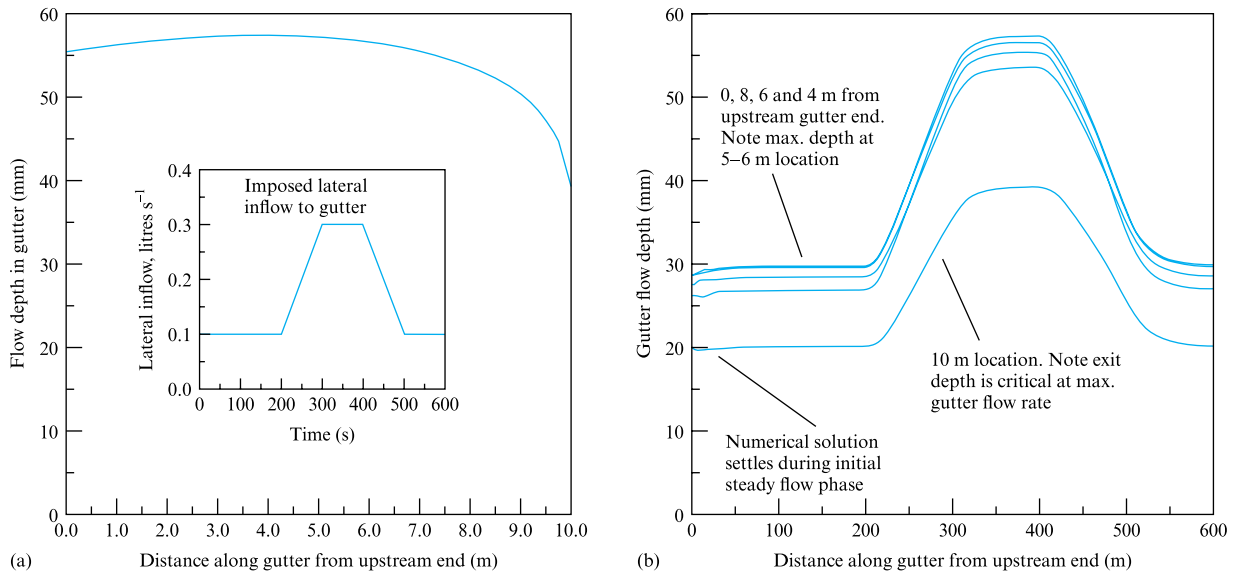 60
50
40
30
20
10
0
Flow depth in gutter (mm)
0.0 1.0 2.0 3.0 4.0 5.0 6.0 7.0 8.0 9.0 10.0
(a) Distance along gutter from upstream end (m)
0.4
0.3
0.2
0.1
0.0
Lateral inflow, litres s⁻¹
Imposed lateral
inflow to gutter
0 100 200 300 400 500 600
Time (s)
60
50
40
30
20
10
0
Gutter flow depth (mm)
0, 8, 6 and 4 m from
upstream gutter end.
Note max. depth at
5–6 m location
10 m location. Note exit
depth is critical at max.
gutter flow rate
Numerical solution
settles during initial
steady flow phase
0 100 200 300 400 500 600
(b) Distance along gutter from upstream end (m)